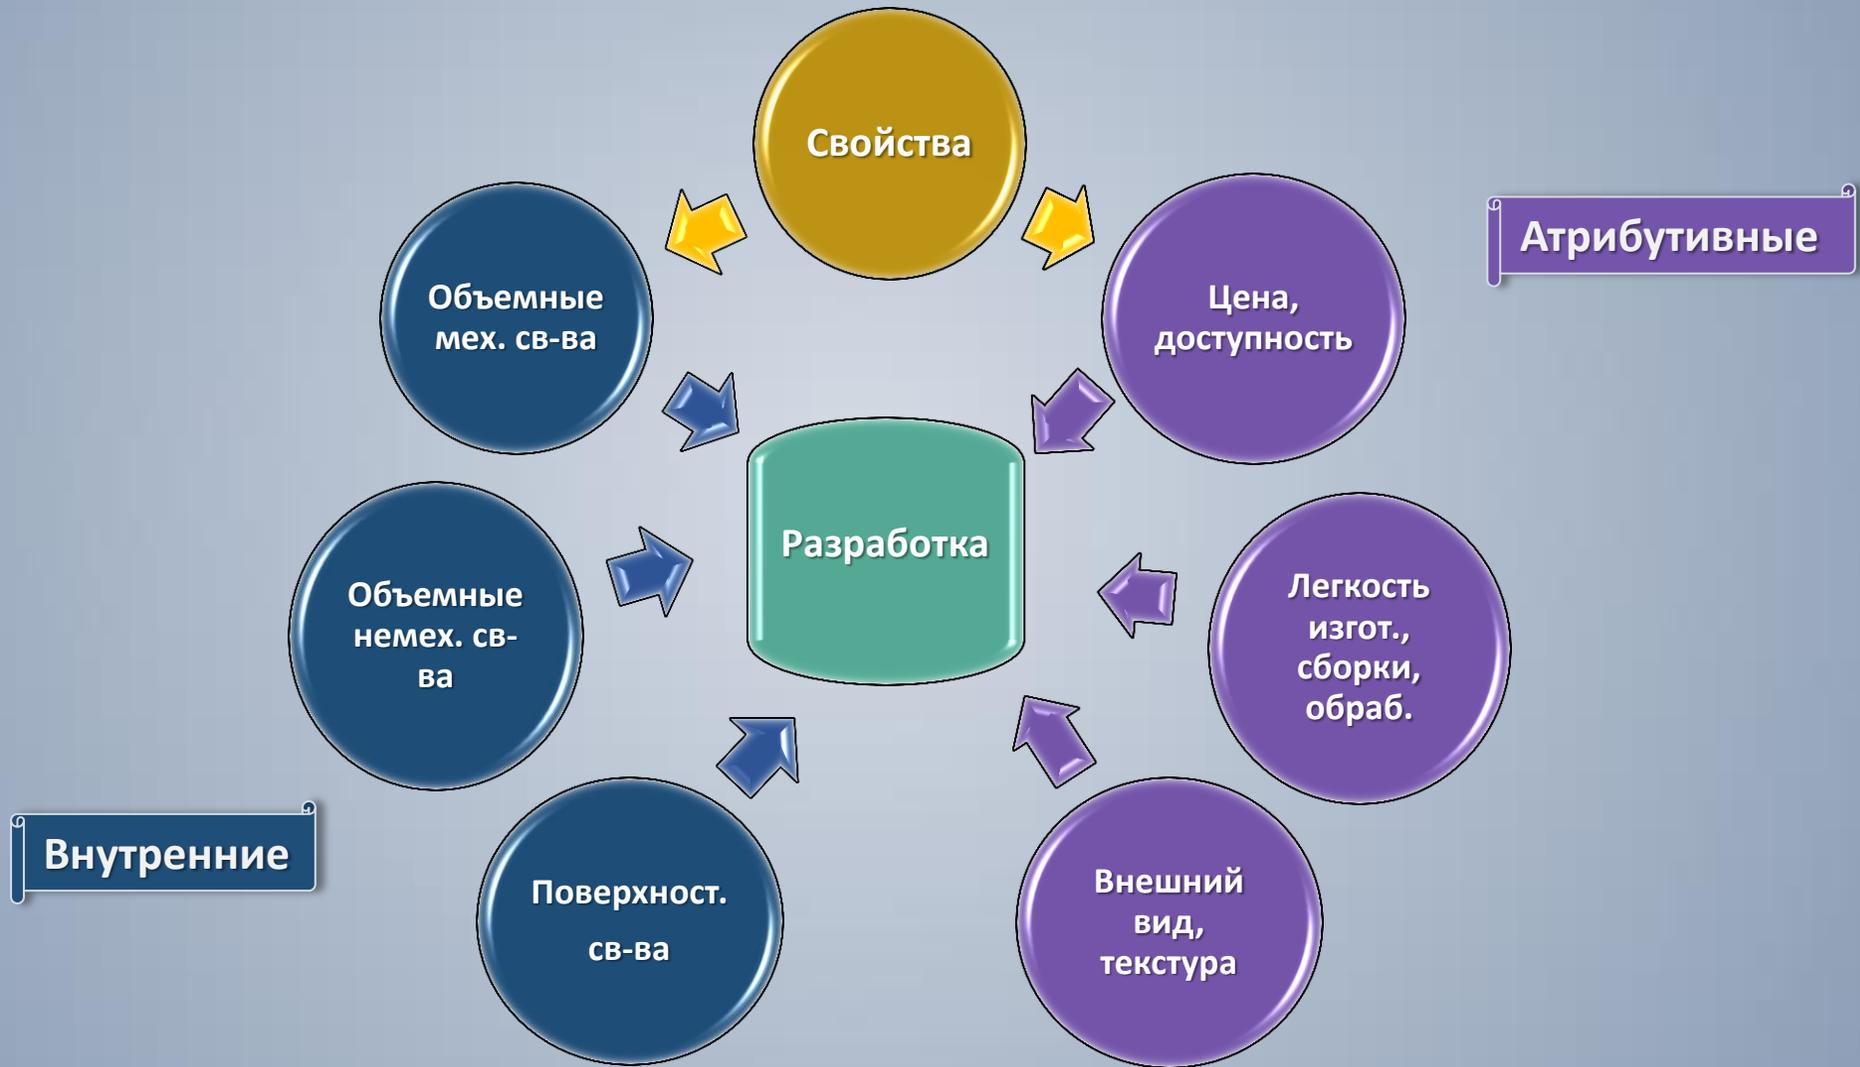 Свойства
Атрибутивные
Объемные
мех. св-ва
Цена,
доступность
Разработка
Объемные
немех. св-
ва
Легкость
изгот.,
сборки,
обраб.
Внутренние
Поверхност.
св-ва
Внешний
вид,
текстура